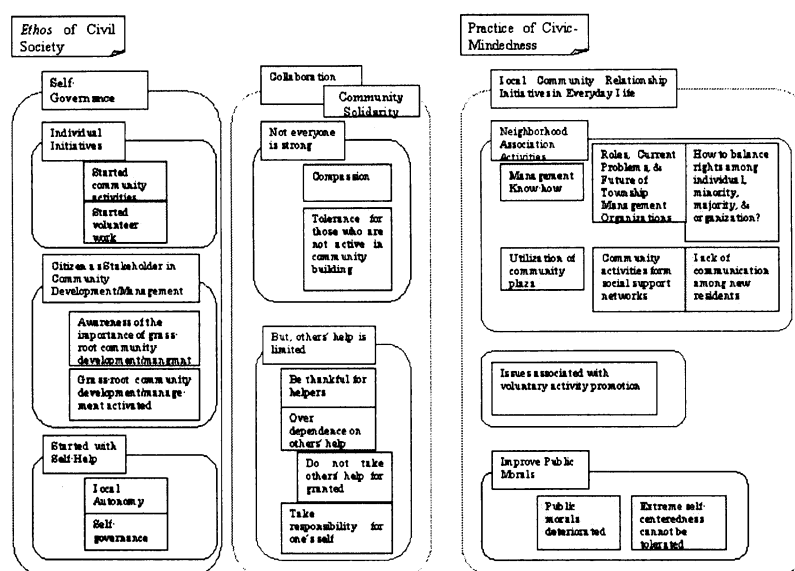 Ethos of Civil
Society
Self-
Governance
Individual
Initiatives
Started
community
activities
Started
volunteer
work
Citizen as Stakeholder in
Community
Development/Management
Awareness of the
importance of grass-
root community
development/mangmnt
Grass-root community
development/manage-
ment activated
Started with
Self-Help
Local
Autonomy
Self-
governance
Collaboration
Community
Solidarity
Not everyone
is strong
Compassion
Tolerance for
those who are
not active in
community
building
But, others' help is
limited
Be thankful for
helpers
Over
dependence on
others' help
Do not take
others' help for
granted
Take
responsibility for
one's self
Practice of Civic-
Mindedness
Local Community Relationship
Initiatives in Everyday Life
Neighborhood
Association
Activities
Management
Know-how
Roles, Current
Problems, &
Future of
Township
Management
Organizations
How to balance
rights among
individual,
minority,
majority, &
organization?
Utilization of
community
plaza
Community
activities form
social support
networks
Lack of
communication
among new
residents
Issues associated with
voluntary activity promotion
Improve Public
Morals
Public
morals
deteriorated
Extreme self-
centeredness
cannot be
tolerated